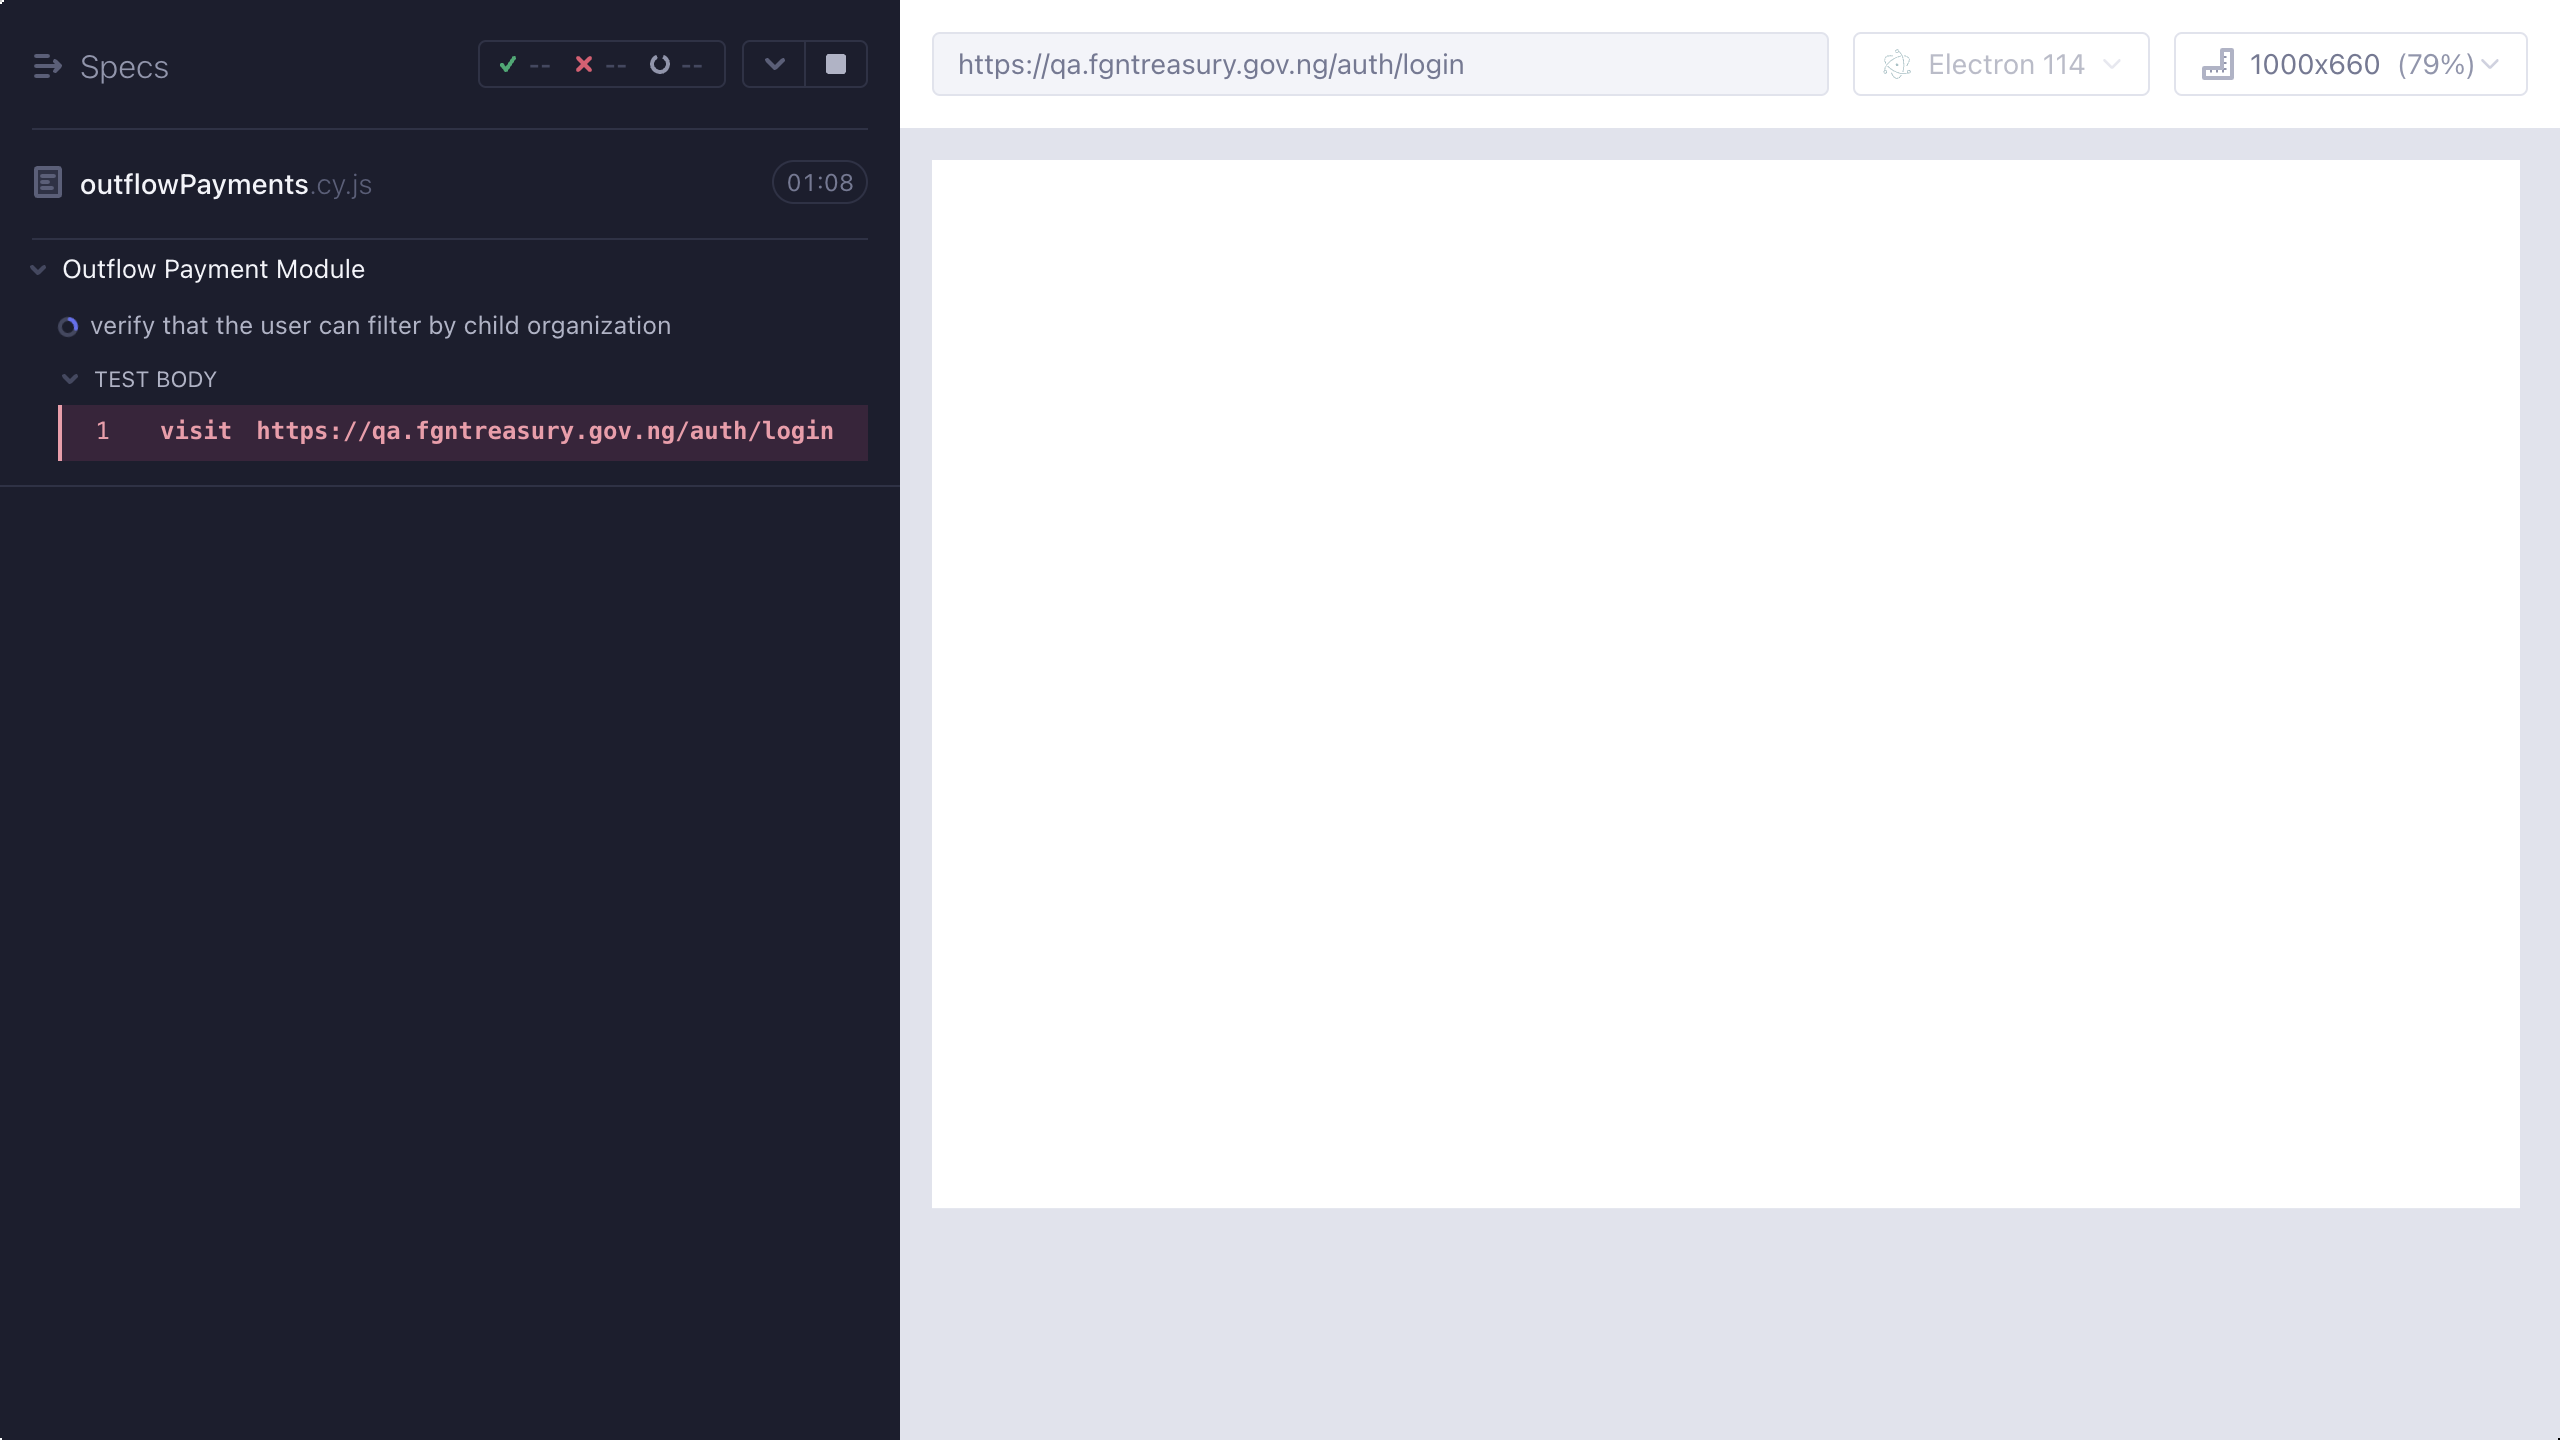 Specs
-- -- --
https://qa.fgntreasury.gov.ng/auth/login
Electron 114
1000x660 (79%)
outflowPayments.cy.js
01:08
Outflow Payment Module
verify that the user can filter by child organization
TEST BODY
1 visit https://qa.fgntreasury.gov.ng/auth/login